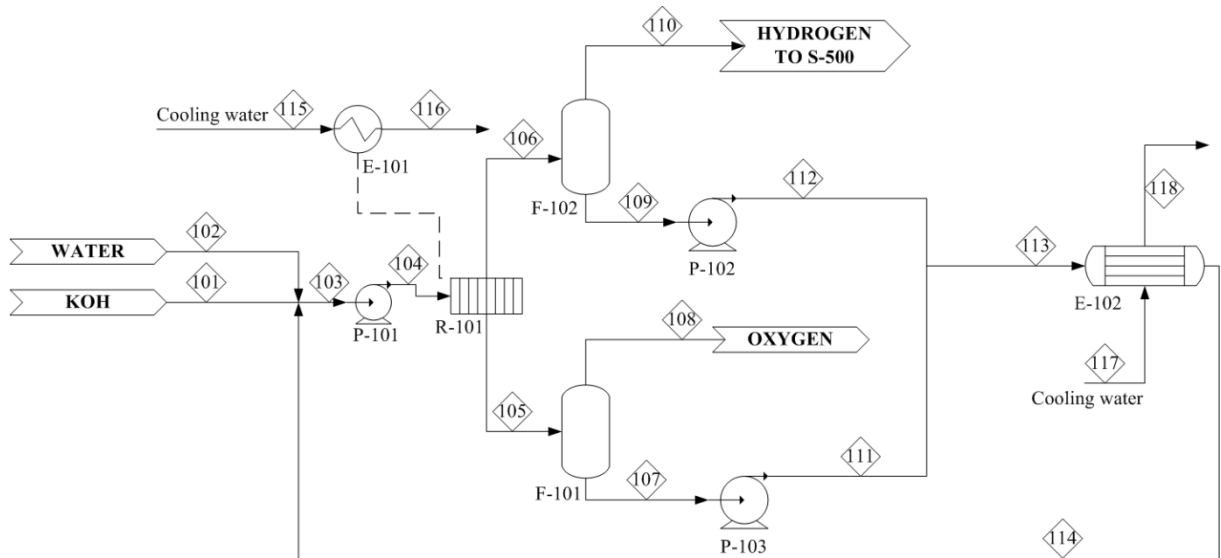 110
HYDROGEN
TO S-500
Cooling water
115
116
E-101
106
F-102
109
112
P-102
118
102
WATER
104
113
101
103
KOH
P-101
R-101
E-102
108
OXYGEN
117
Cooling water
105
F-101
107
111
P-103
114